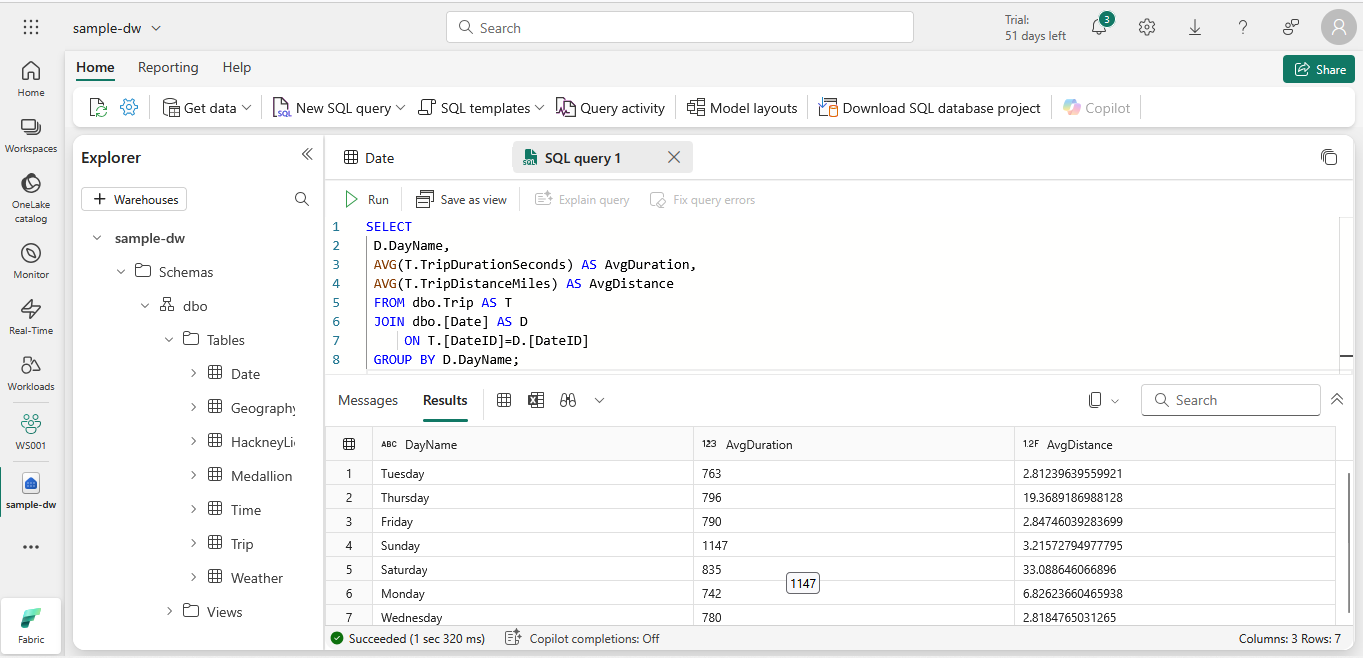 sample-dw
Search
Trial:
51 days left
3
Home
Reporting
Help
Share
Get data
New SQL query
SQL templates
Query activity
Model layouts
Download SQL database project
Copilot
Home
Workspaces
OneLake
catalog
Monitor
Real-Time
Workloads
WS001
sample-dw
Fabric
Explorer
+ Warehouses
sample-dw
Schemas
dbo
Tables
Date
Geography
HackneyLi
Medallion
Time
Trip
Weather
Views
Date
SQL query 1
Run
Save as view
Explain query
Fix query errors
1 SELECT
2 D.DayName,
3 AVG(T.TripDurationSeconds) AS AvgDuration,
4 AVG(T.TripDistanceMiles) AS AvgDistance
5 FROM dbo.Trip AS T
6 JOIN dbo.[Date] AS D
7 ON T.[DateID]=D.[DateID]
8 GROUP BY D.DayName;
Messages
Results
Search
ABC DayName 123 AvgDuration 1.2F AvgDistance
1 Tuesday 763 2.81239639559921
2 Thursday 796 19.3689186988128
3 Friday 790 2.84746039283699
4 Sunday 1147 3.21572794977795
5 Saturday 835 33.088646066896
1147
6 Monday 742 6.82623660465938
7 Wednesday 780 2.8184765031265
Succeeded (1 sec 320 ms)
Copilot completions: Off
Columns: 3 Rows: 7